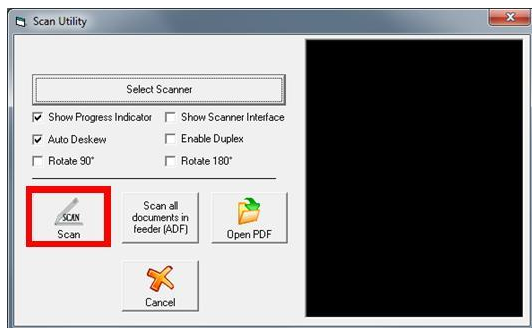 Scan Utility
Select Scanner
Show Progress Indicator
Show Scanner Interface
Auto Deskew
Enable Duplex
Rotate 90°
Rotate 180°
SCAN
Scan
Scan all
documents in
feeder (ADF)
Open PDF
Cancel